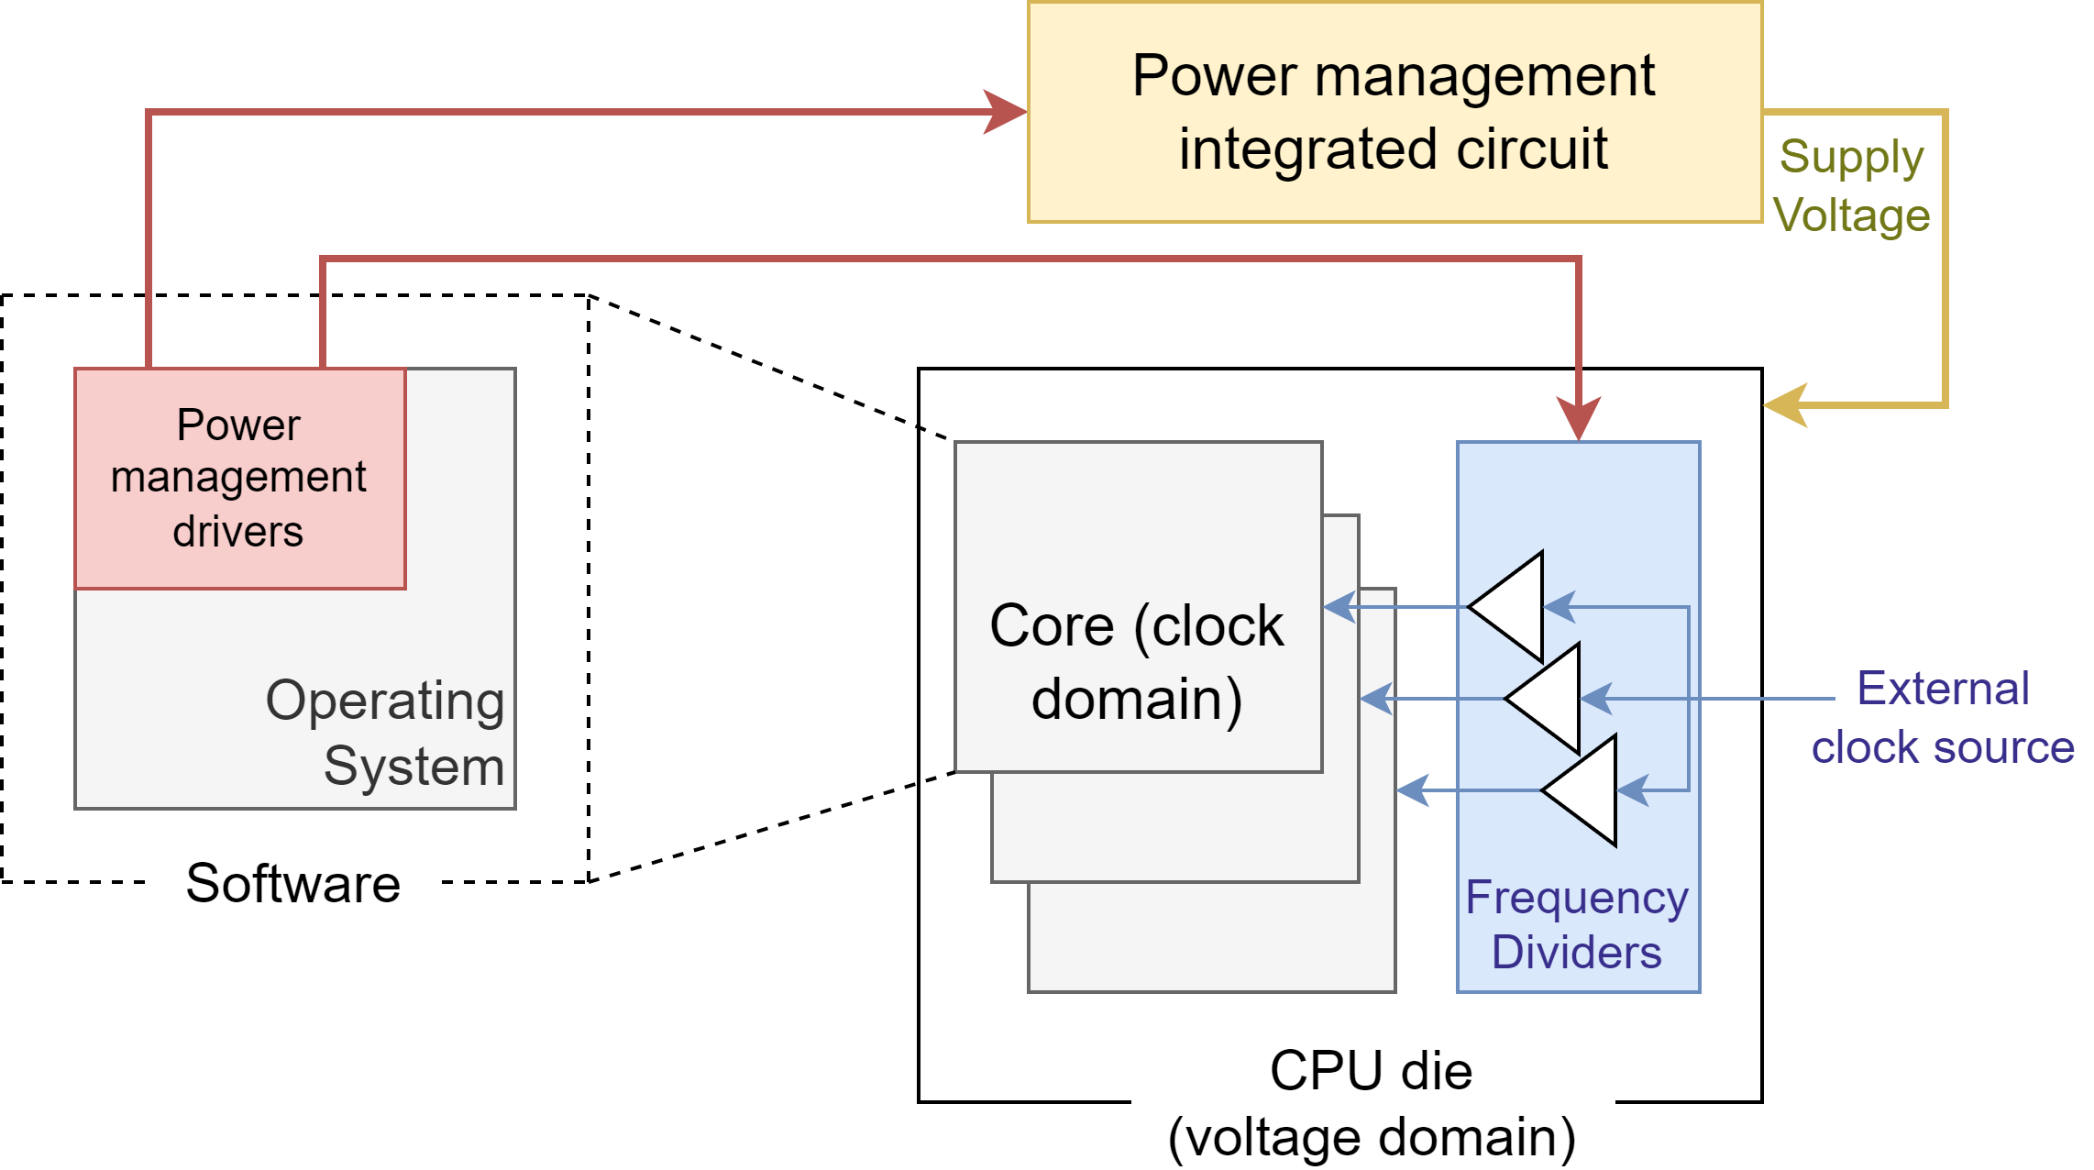 Power management
integrated circuit
Supply
Voltage
Power
management
drivers
Operating
System
Software
Core (clock
domain)
External
clock source
Frequency
Dividers
CPU die
(voltage domain)